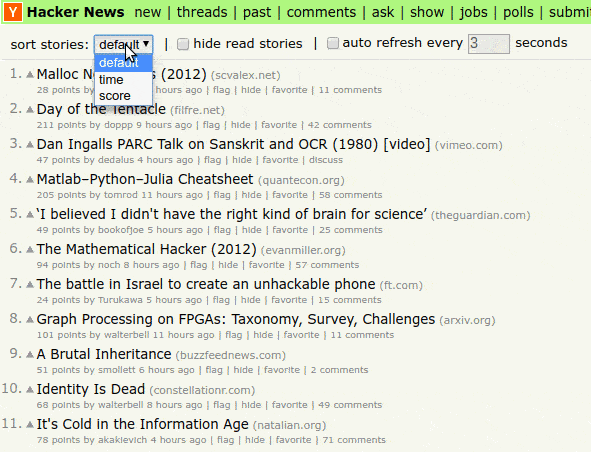 Y Hacker News new | threads | past | comments | ask | show | jobs | polls | submi
sort stories: default ▼ | hide read stories | auto refresh every 3 seconds
default
time
score
1. Malloc (2012) (scvalex.net)
28 points by 11 hours ago | flag | hide | favorite | 11 comments
2. Day of the Tentacle (filfre.net)
211 points by doppp 9 hours ago | flag | hide | favorite | 42 comments
3. Dan Ingalls PARC Talk on Sanskrit and OCR (1980) [video] (vimeo.com)
47 points by dedalus 4 hours ago | flag | hide | favorite | discuss
4. Matlab–Python–Julia Cheatsheet (quantecon.org)
205 points by tomrod 11 hours ago | flag | hide | favorite | 58 comments
5. ‘I believed I didn't have the right kind of brain for science’ (theguardian.com)
49 points by bookofjoe 5 hours ago | flag | hide | favorite | 25 comments
6. The Mathematical Hacker (2012) (evanmiller.org)
94 points by noch 8 hours ago | flag | hide | favorite | 57 comments
7. The battle in Israel to create an unhackable phone (ft.com)
24 points by Turukawa 5 hours ago | flag | hide | favorite | 15 comments
8. Graph Processing on FPGAs: Taxonomy, Survey, Challenges (arxiv.org)
101 points by walterbell 11 hours ago | flag | hide | favorite | 11 comments
9. A Brutal Inheritance (buzzfeednews.com)
51 points by smollett 6 hours ago | flag | hide | favorite | 2 comments
10. Identity Is Dead (constellationr.com)
68 points by walterbell 8 hours ago | flag | hide | favorite | 49 comments
11. It's Cold in the Information Age (natalian.org)
78 points by akakievich 4 hours ago | flag | hide | favorite | 71 comments